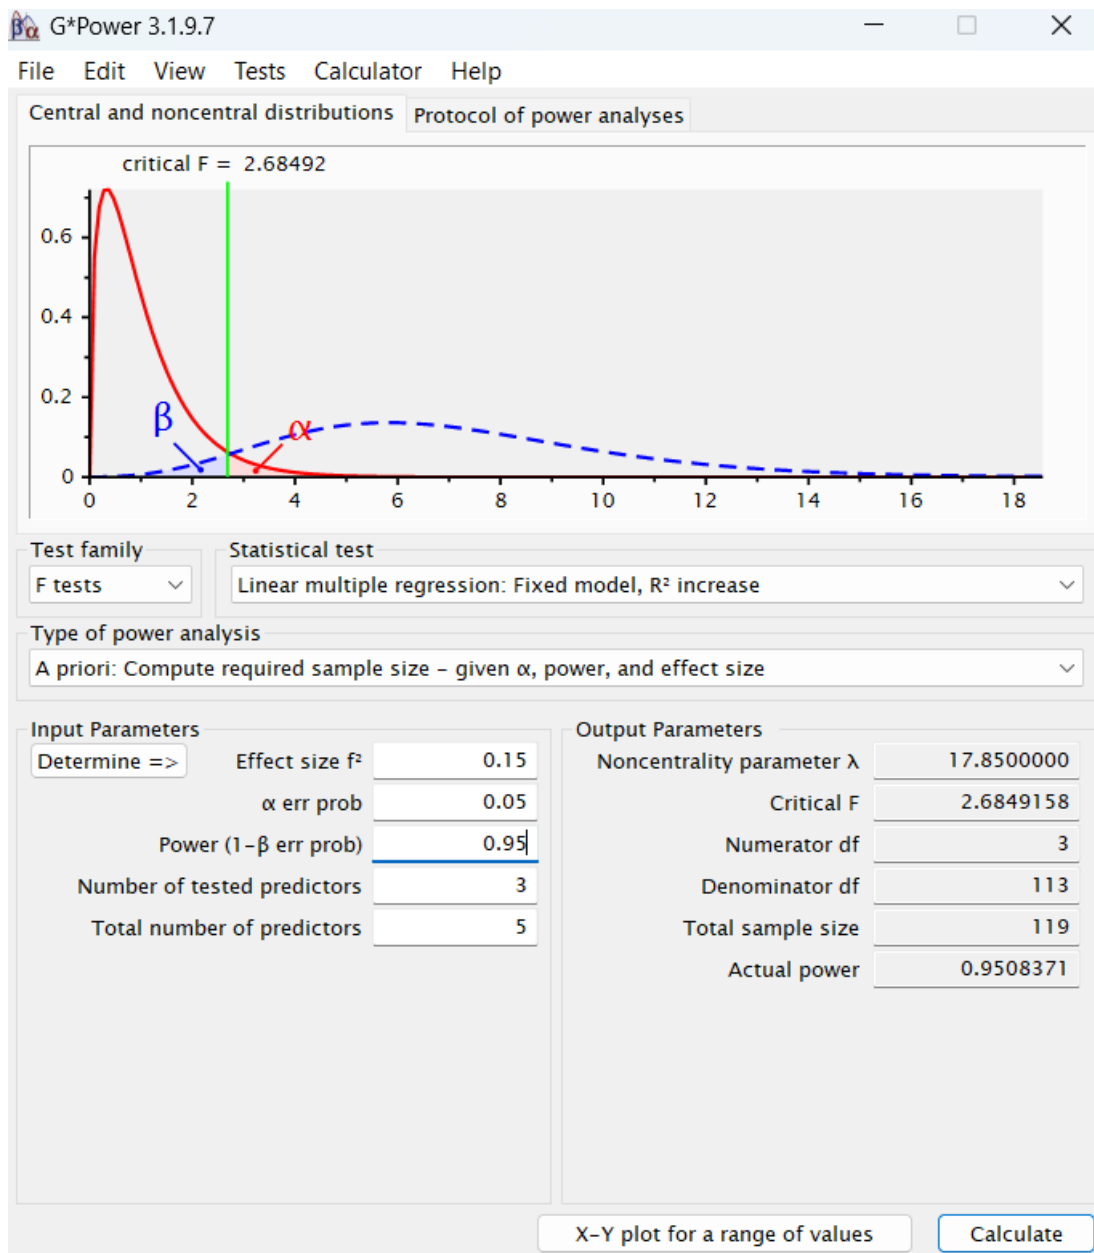 G*Power 3.1.9.7
File Edit View Tests Calculator Help
Central and noncentral distributions Protocol of power analyses
critical F = 2.68492
0.6
0.4
0.2
0
β α
0 2 4 6 8 10 12 14 16 18
Test family Statistical test
F tests Linear multiple regression: Fixed model, R² increase
Type of power analysis
A priori: Compute required sample size – given α, power, and effect size
Input Parameters Output Parameters
Determine => Effect size f² 0.15 Noncentrality parameter λ 17.8500000
α err prob 0.05 Critical F 2.6849158
Power (1-β err prob) 0.95 Numerator df 3
Number of tested predictors 3 Denominator df 113
Total number of predictors 5 Total sample size 119
Actual power 0.9508371
X-Y plot for a range of values Calculate